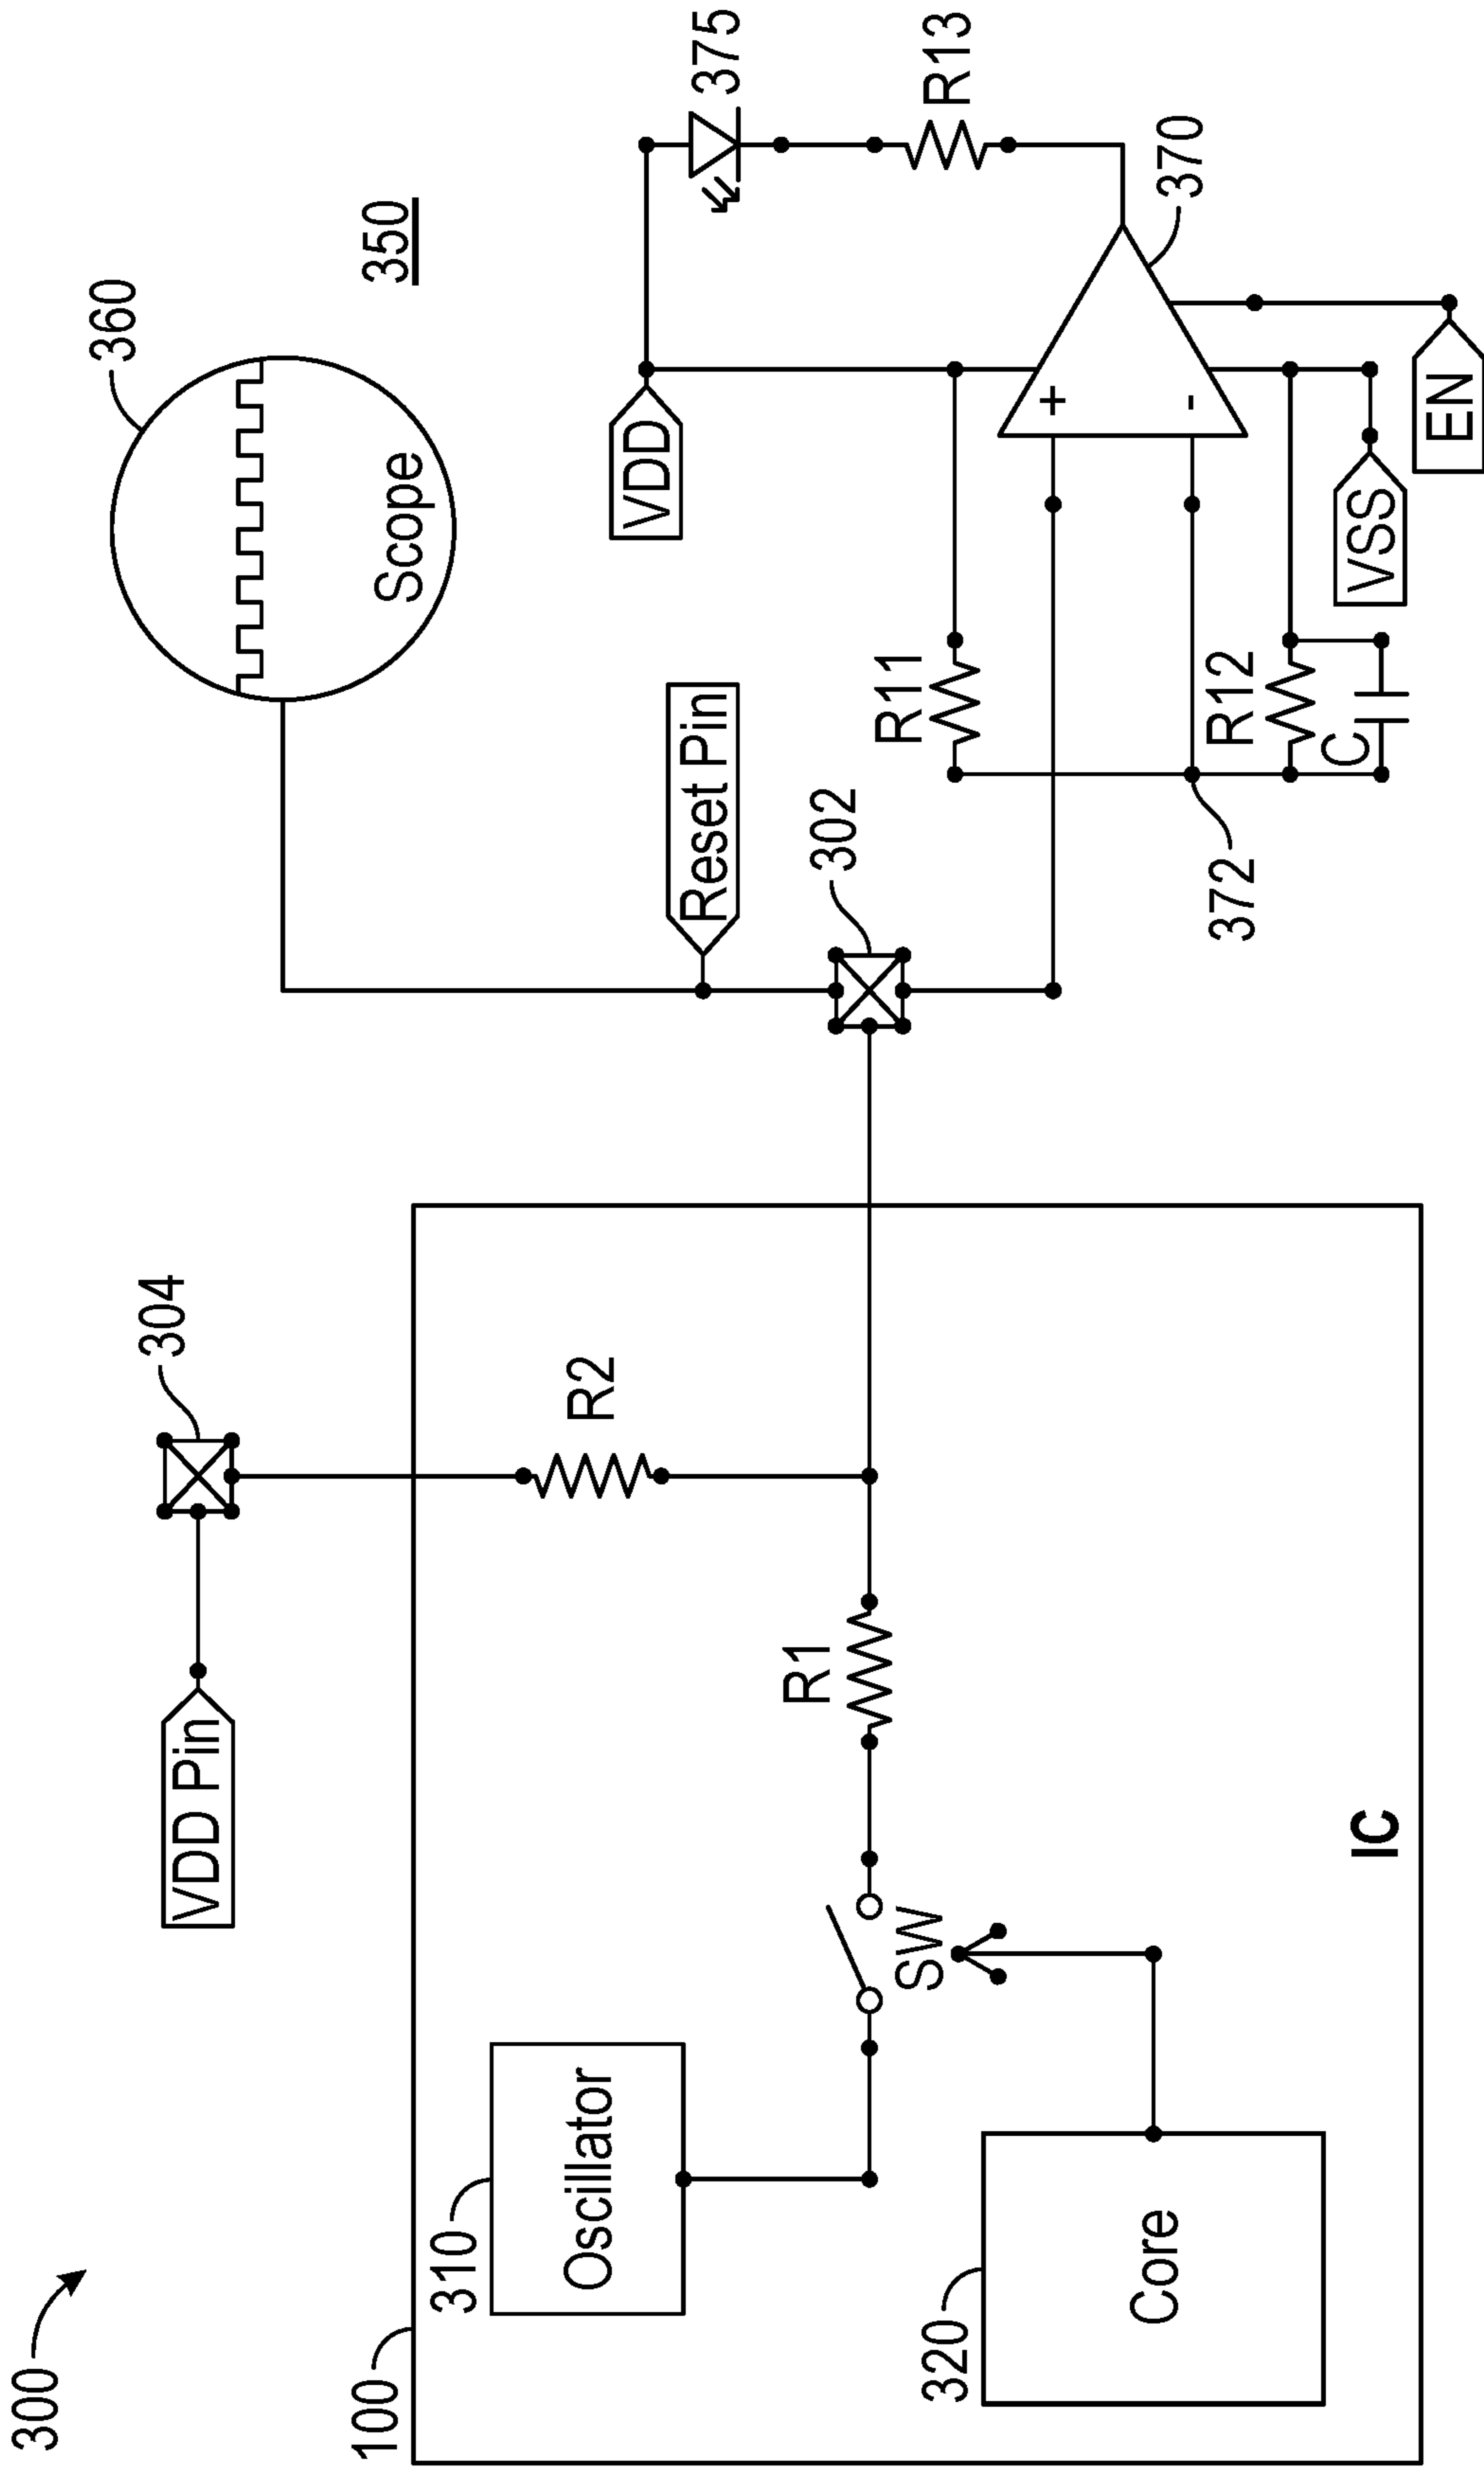 300
100
310
Oscillator
320
Core
SW
R1
R2
IC
VDD Pin
304
302
Reset Pin
360
Scope
350
VDD
375
R13
370
+
-
R11
R12
C
372
VSS
EN